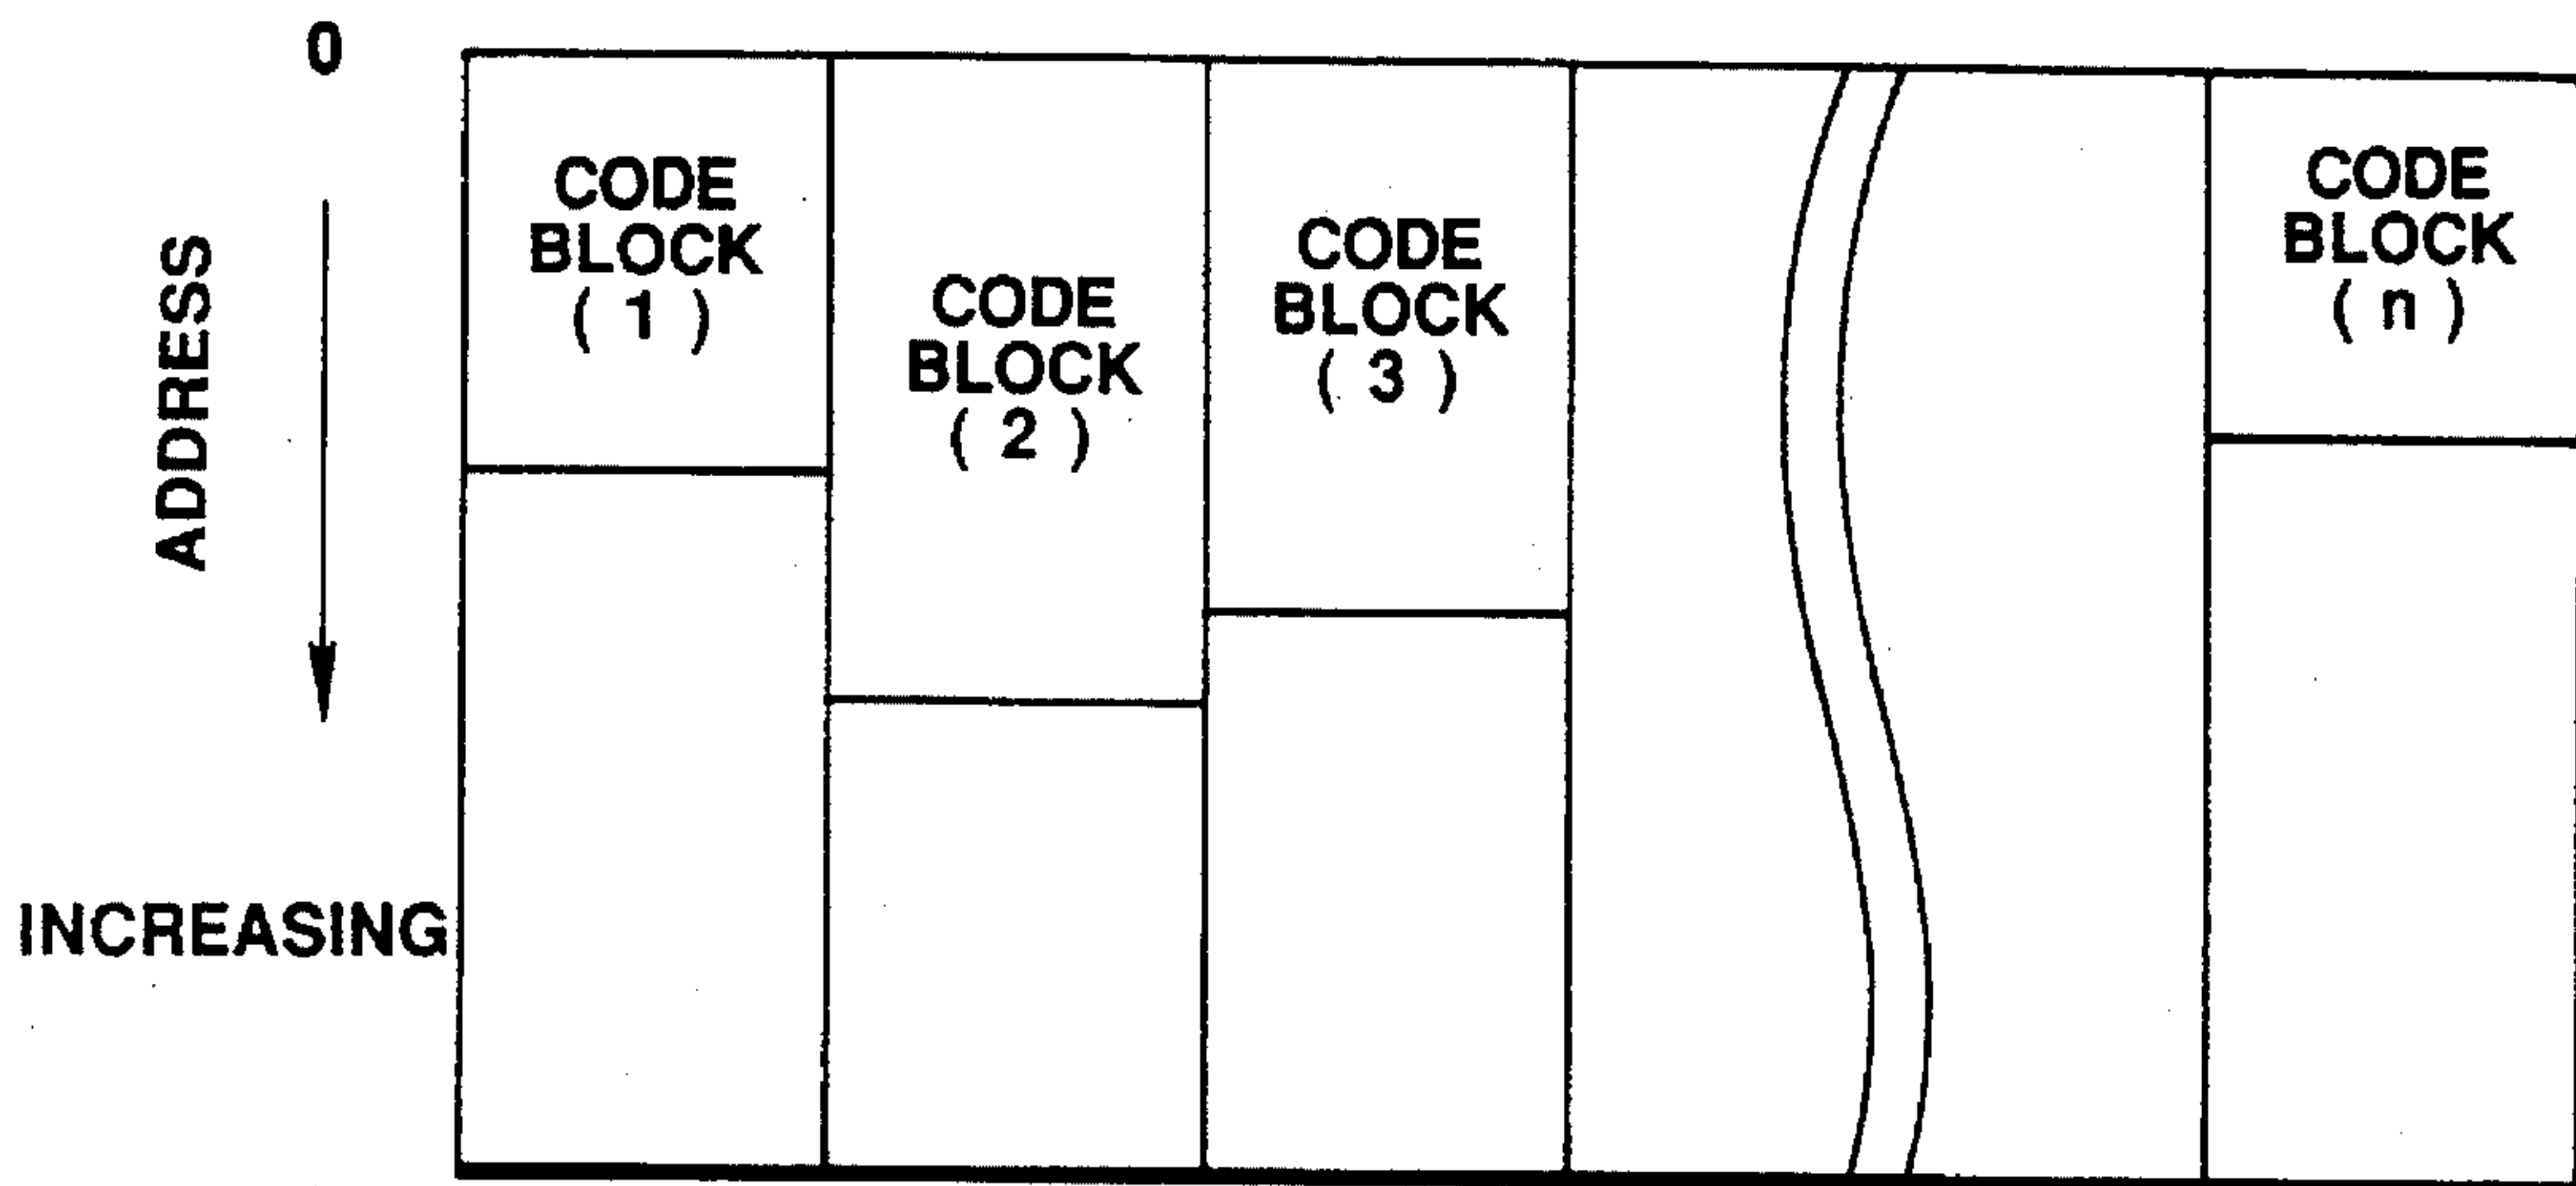 0
ADDRESS
INCREASING
CODE
BLOCK
( 1 )
CODE
BLOCK
( 2 )
CODE
BLOCK
( 3 )
CODE
BLOCK
( n )